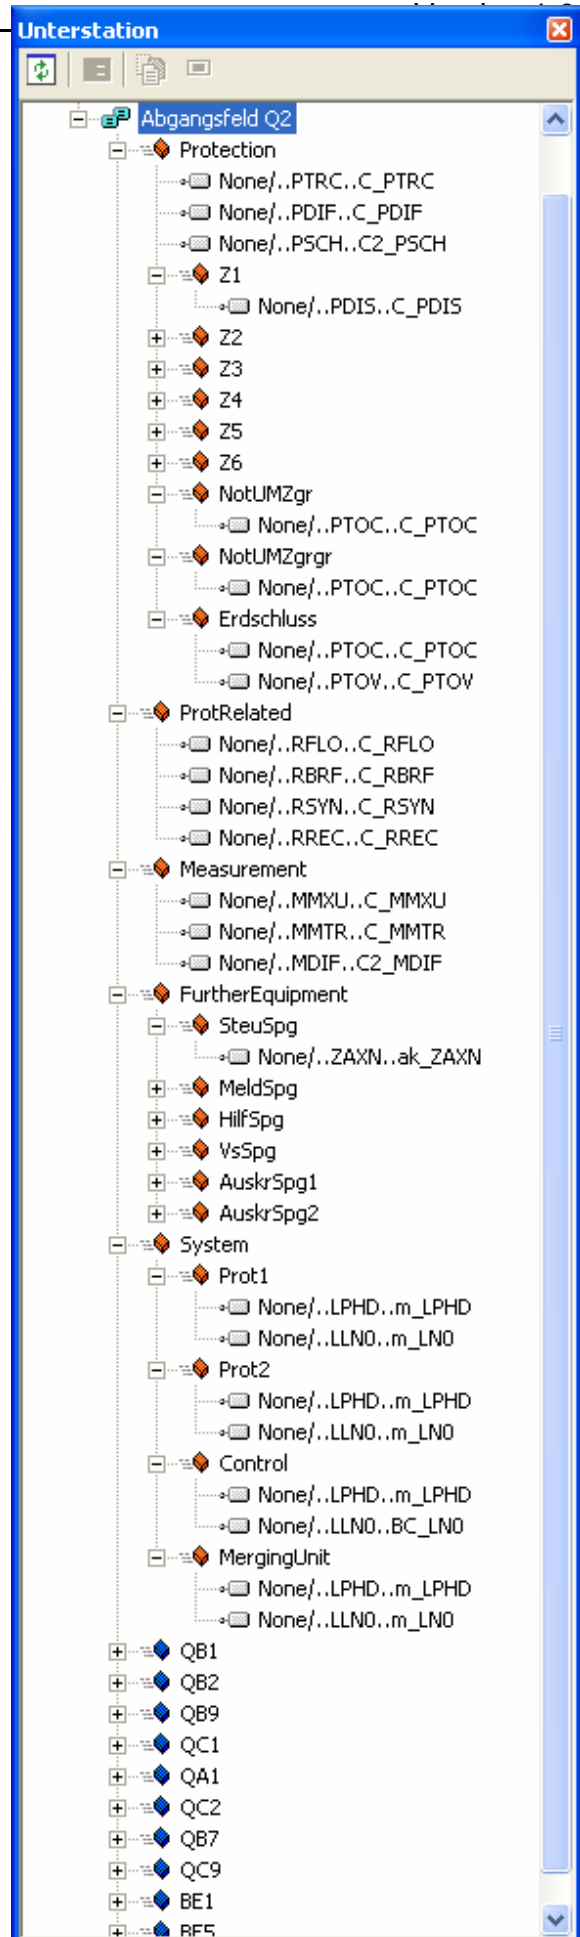 Unterstation
Abgangsfeld Q2
Protection
None/..PTRC..C_PTRC
None/..PDIF..C_PDIF
None/..PSCH..C2_PSCH
Z1
None/..PDIS..C_PDIS
Z2
Z3
Z4
Z5
Z6
NotUMZgr
None/..PTOC..C_PTOC
NotUMZgrgr
None/..PTOC..C_PTOC
Erdschluss
None/..PTOC..C_PTOC
None/..PTOV..C_PTOV
ProtRelated
None/..RFLO..C_RFLO
None/..RBRF..C_RBRF
None/..RSYN..C_RSYN
None/..RREC..C_RREC
Measurement
None/..MMXU..C_MMXU
None/..MMTR..C_MMTR
None/..MDIF..C2_MDIF
FurtherEquipment
SteuSpg
None/..ZAXN..ak_ZAXN
MeldSpg
HilfSpg
VsSpg
AuskrSpg1
AuskrSpg2
System
Prot1
None/..LPHD..m_LPHD
None/..LLN0..m_LN0
Prot2
None/..LPHD..m_LPHD
None/..LLN0..m_LN0
Control
None/..LPHD..m_LPHD
None/..LLN0..BC_LN0
MergingUnit
None/..LPHD..m_LPHD
None/..LLN0..m_LN0
QB1
QB2
QB9
QC1
QA1
QC2
QB7
QC9
BE1
BE5